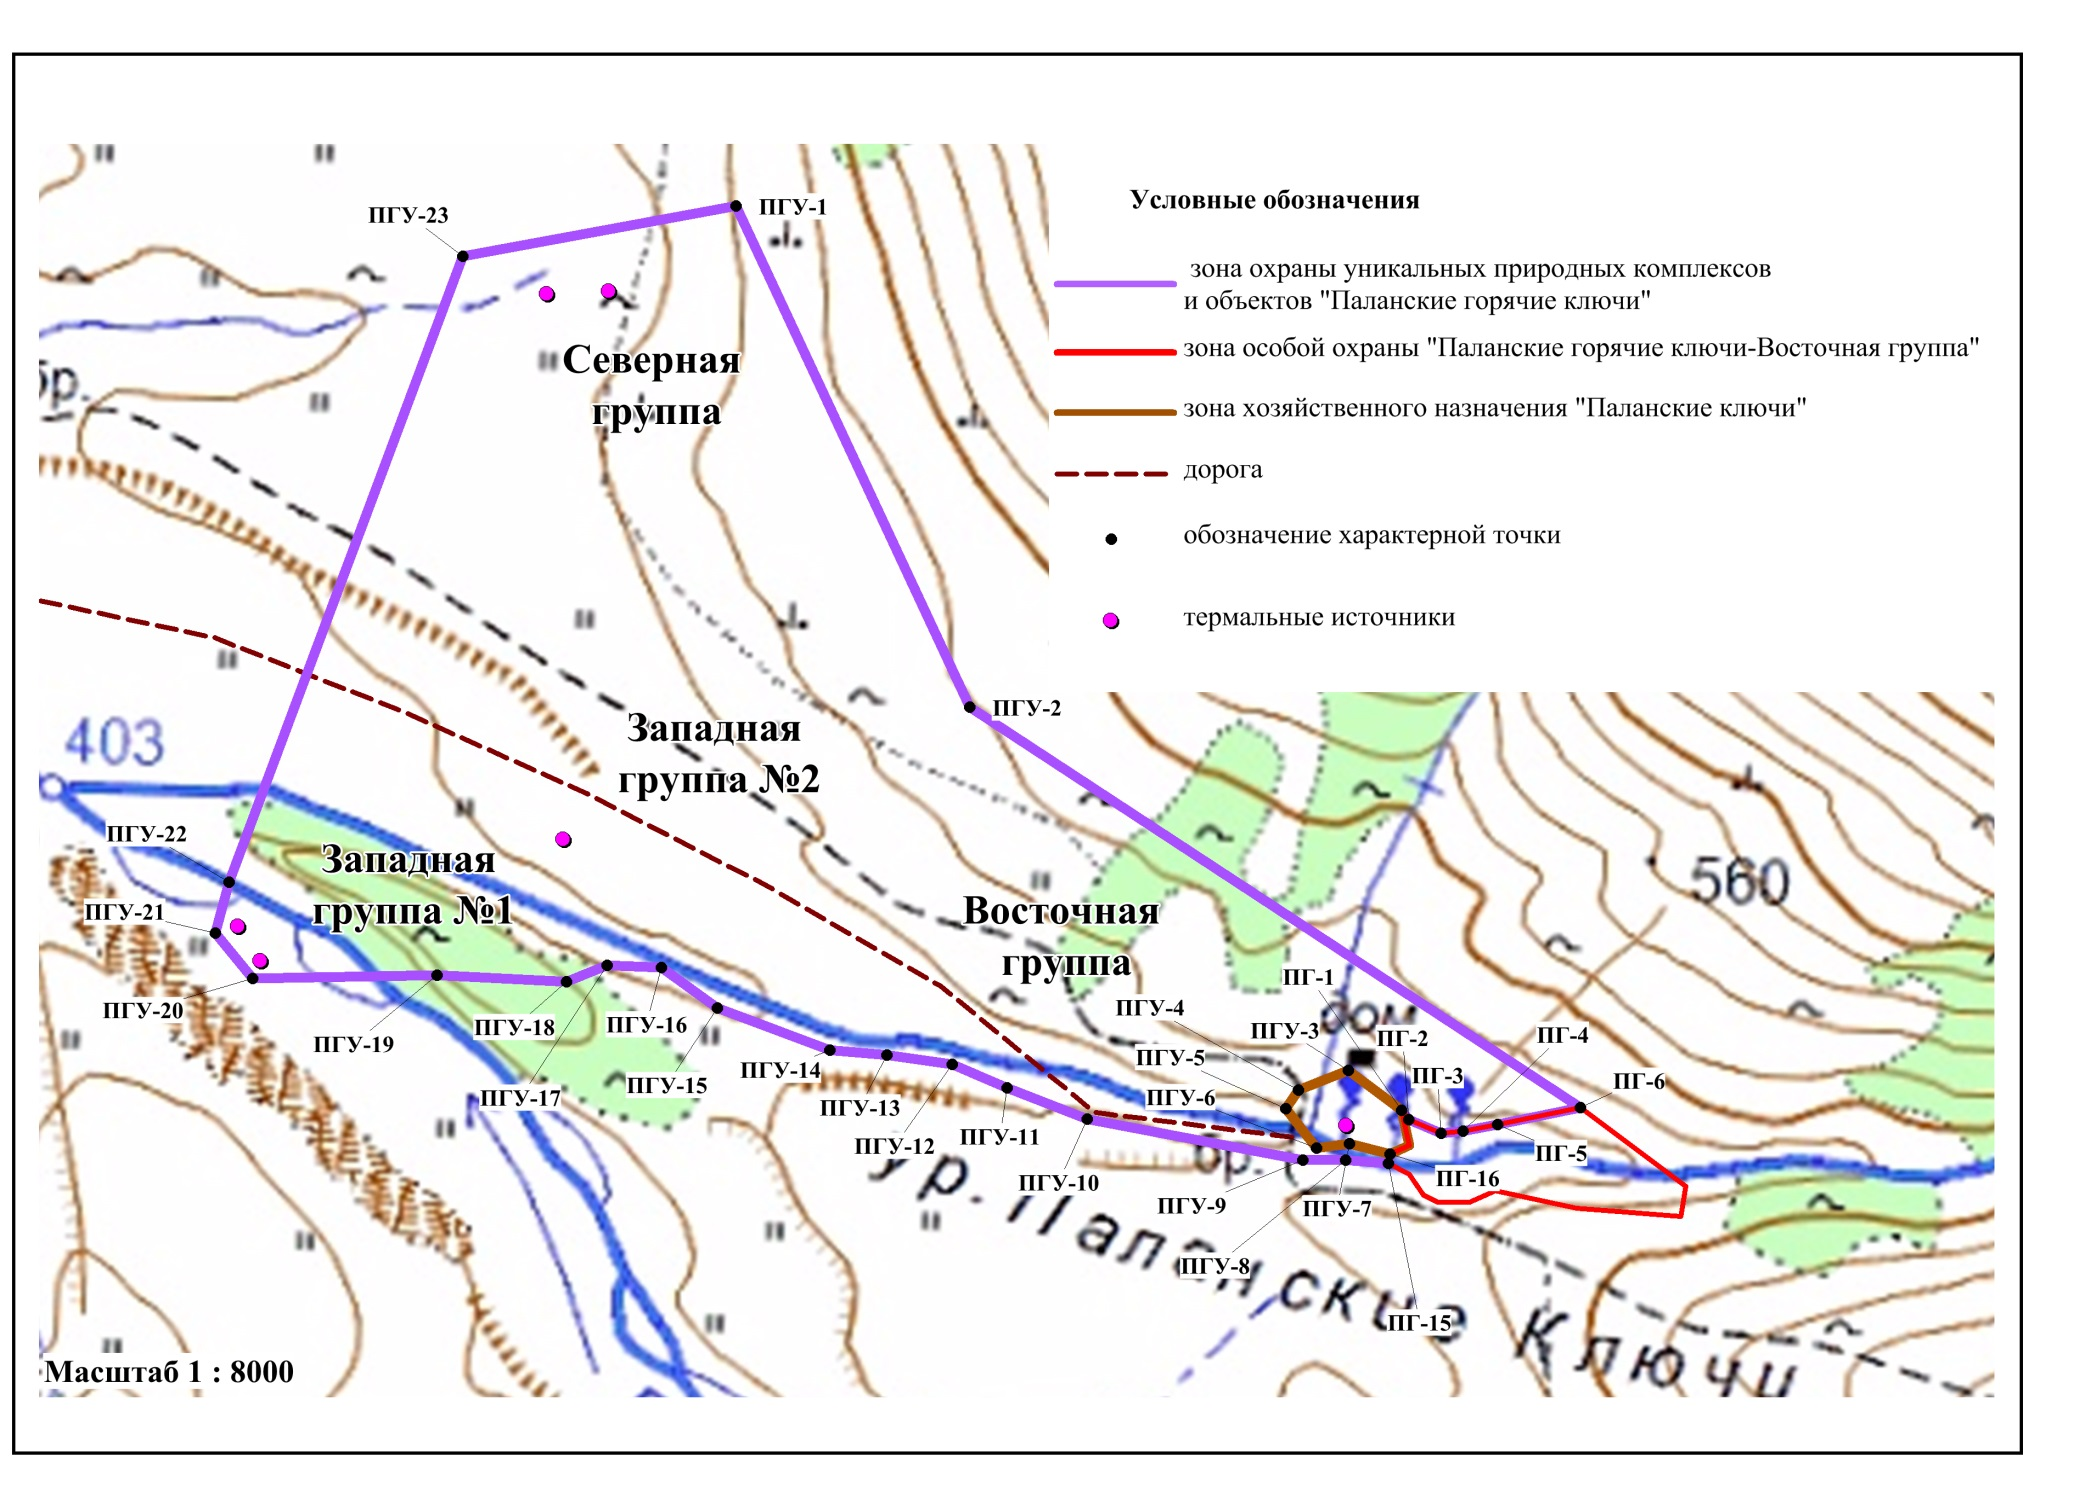 Условные обозначения
зона охраны уникальных природных комплексов
и объектов "Паланские горячие ключи"
зона особой охраны "Паланские горячие ключи-Восточная группа"
зона хозяйственного назначения "Паланские ключи"
дорога
обозначение характерной точки
термальные источники
ПГУ-23
ПГУ-1
Северная
группа
бр.
ПГУ-2
Западная
группа №2
403
ПГУ-22
Западная
группа №1
ПГУ-21
560
Восточная
группа
ПГ-1
ПГУ-20
ПГУ-4
дом
ПГУ-18
ПГУ-16
ПГУ-3
ПГ-2
ПГ-4
ПГУ-19
ПГУ-5
ПГУ-14
ПГ-3
ПГ-6
ПГУ-15
ПГУ-17
ПГУ-6
ПГУ-13
ПГУ-12
ПГУ-11
бр.
ПГ-5
ПГУ-10
ПГ-16
ПГУ-9
ПГУ-7
ур. Паланские Ключи
ПГУ-8
ПГ-15
Масштаб 1 : 8000